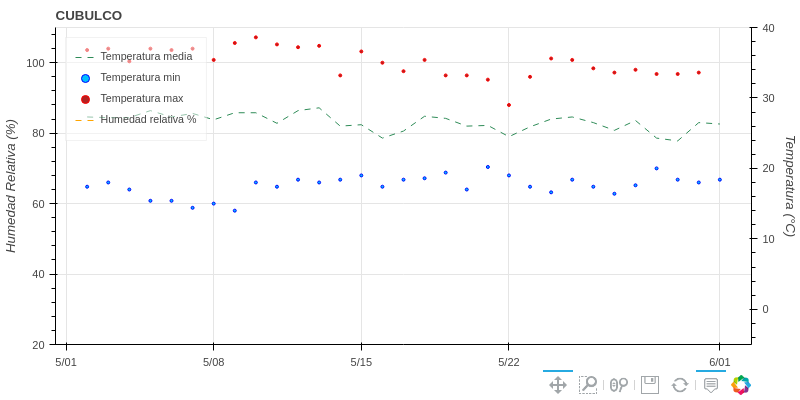 CUBULCO
Temperatura media
Temperatura min
Temperatura max
Humedad relativa %
Humedad Relativa (%)
100
80
60
40
20
Temperatura (°C)
40
30
20
10
0
5/01
5/08
5/15
5/22
6/01